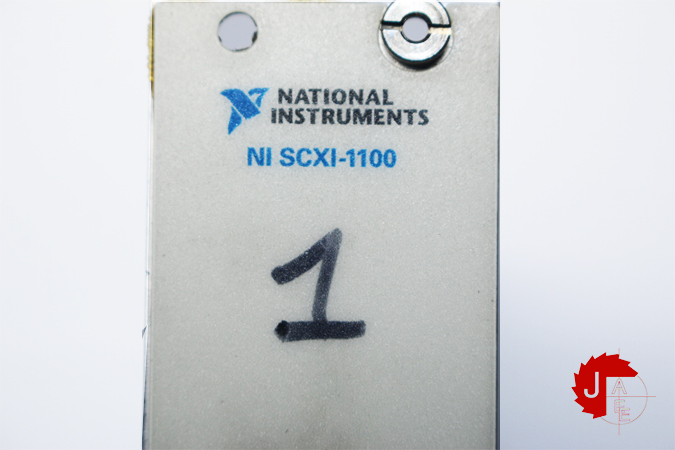 NATIONAL
INSTRUMENTS
NI SCXI-1100
1
J